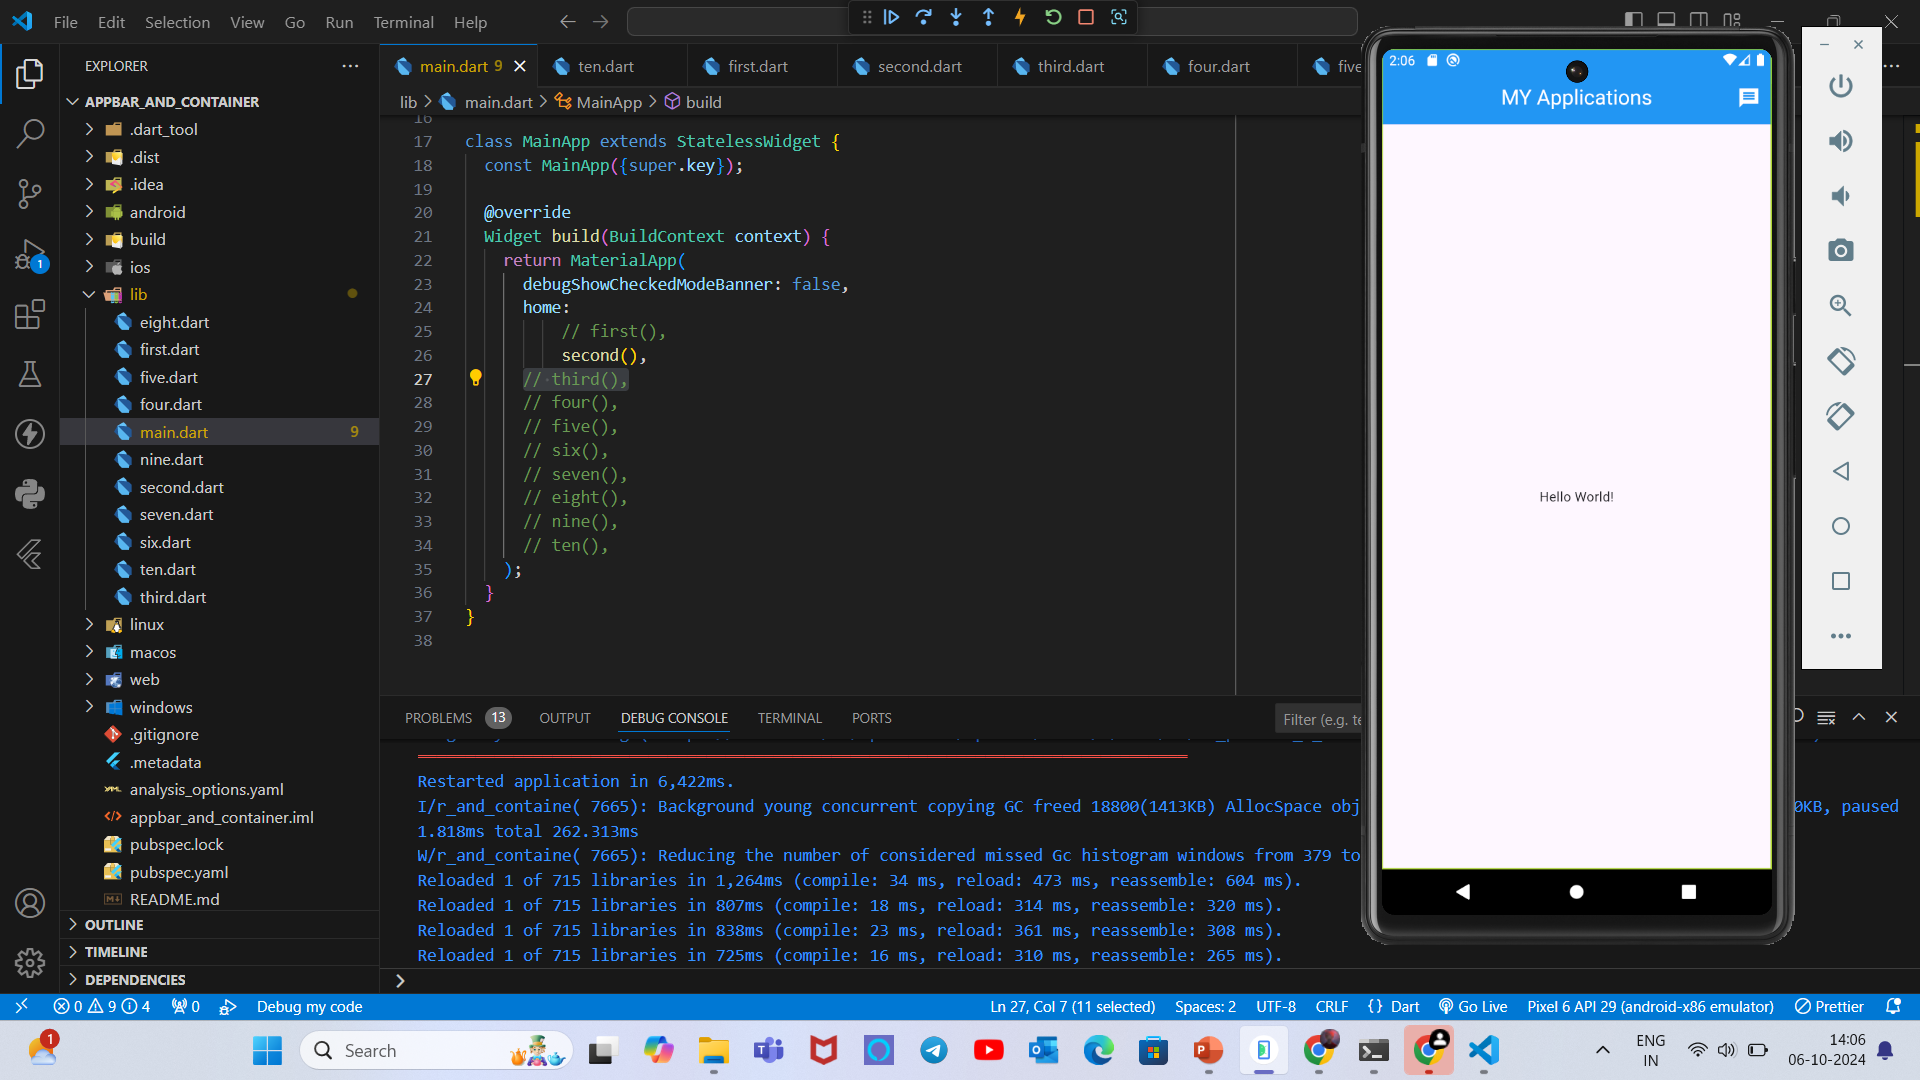 File Edit Selection View Go Run Terminal Help
EXPLORER
APPBAR_AND_CONTAINER
.dart_tool
.dist
.idea
android
build
ios
lib
eight.dart
first.dart
five.dart
four.dart
main.dart 9
nine.dart
second.dart
seven.dart
six.dart
ten.dart
third.dart
linux
macos
web
windows
.gitignore
.metadata
analysis_options.yaml
appbar_and_container.iml
pubspec.lock
pubspec.yaml
README.md
OUTLINE
TIMELINE
DEPENDENCIES
1
main.dart 9 ten.dart first.dart second.dart third.dart four.dart five
lib > main.dart > MainApp > build
16
17 class MainApp extends StatelessWidget {
18 const MainApp({super.key});
19
20 @override
21 Widget build(BuildContext context) {
22 return MaterialApp(
23 debugShowCheckedModeBanner: false,
24 home:
25 // first(),
26 second(),
27 // third(),
28 // four(),
29 // five(),
30 // six(),
31 // seven(),
32 // eight(),
33 // nine(),
34 // ten(),
35 );
36 }
37 }
38
PROBLEMS 13 OUTPUT DEBUG CONSOLE TERMINAL PORTS
Filter (e.g. te
Restarted application in 6,422ms.
I/r_and_containe( 7665): Background young concurrent copying GC freed 18800(1413KB) AllocSpace obj 0KB, paused
1.818ms total 262.313ms
W/r_and_containe( 7665): Reducing the number of considered missed Gc histogram windows from 379 to
Reloaded 1 of 715 libraries in 1,264ms (compile: 34 ms, reload: 473 ms, reassemble: 604 ms).
Reloaded 1 of 715 libraries in 807ms (compile: 18 ms, reload: 314 ms, reassemble: 320 ms).
Reloaded 1 of 715 libraries in 838ms (compile: 23 ms, reload: 361 ms, reassemble: 308 ms).
Reloaded 1 of 715 libraries in 725ms (compile: 16 ms, reload: 310 ms, reassemble: 265 ms).
2:06
MY Applications
Hello World!
0 9 4 0 Debug my code
Ln 27, Col 7 (11 selected) Spaces: 2 UTF-8 CRLF {} Dart Go Live Pixel 6 API 29 (android-x86 emulator) Prettier
1
Search
ENG
IN
14:06
06-10-2024